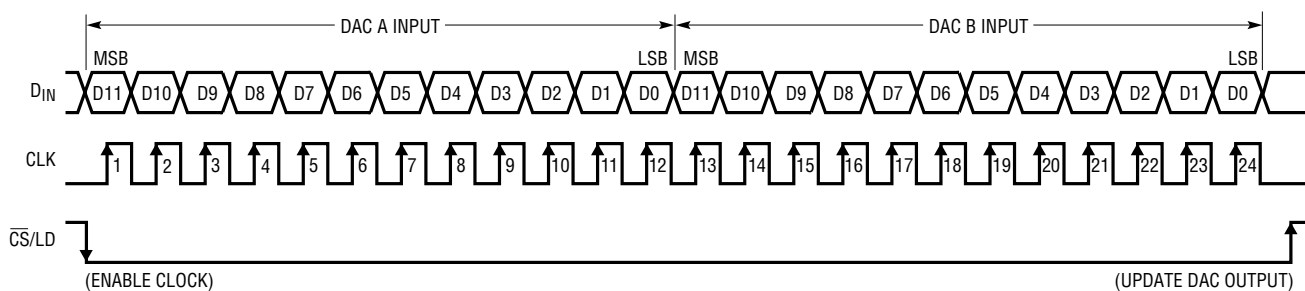 DAC A INPUT DAC B INPUT
MSB LSB MSB LSB
DIN D11 D10 D9 D8 D7 D6 D5 D4 D3 D2 D1 D0 D11 D10 D9 D8 D7 D6 D5 D4 D3 D2 D1 D0
CLK 1 2 3 4 5 6 7 8 9 10 11 12 13 14 15 16 17 18 19 20 21 22 23 24
C̅S̅/LD
(ENABLE CLOCK) (UPDATE DAC OUTPUT)